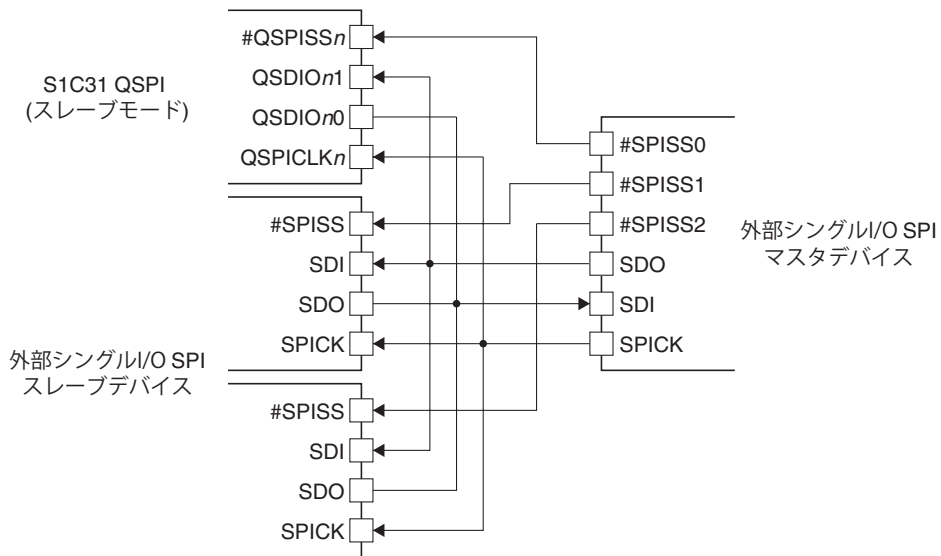 #QSPISSn
QSDIOn1
QSDIOn0
QSPICLKn
S1C31 QSPI
(スレーブモード)
#SPISS
SDI
SDO
SPICK
外部シングルI/O SPI
スレーブデバイス
#SPISS
SDI
SDO
SPICK
#SPISS0
#SPISS1
#SPISS2
SDO
SDI
SPICK
外部シングルI/O SPI
マスタデバイス